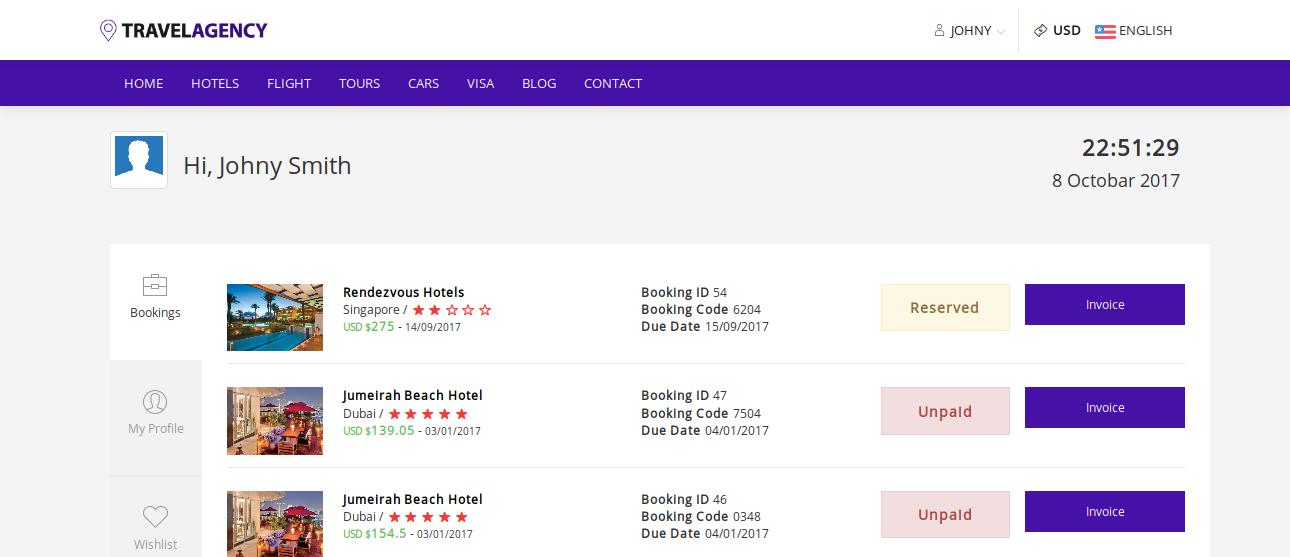 TRAVELAGENCY
JOHNY
USD
ENGLISH
HOME HOTELS FLIGHT TOURS CARS VISA BLOG CONTACT
Hi, Johny Smith
22:51:29
8 Octobar 2017
Bookings
My Profile
Wishlist
Rendezvous Hotels
Singapore /
USD $275 - 14/09/2017
Booking ID 54
Booking Code 6204
Due Date 15/09/2017
Reserved
Invoice
Jumeirah Beach Hotel
Dubai /
USD $139.05 - 03/01/2017
Booking ID 47
Booking Code 7504
Due Date 04/01/2017
Unpaid
Invoice
Jumeirah Beach Hotel
Dubai /
USD $154.5 - 03/01/2017
Booking ID 46
Booking Code 0348
Due Date 04/01/2017
Unpaid
Invoice